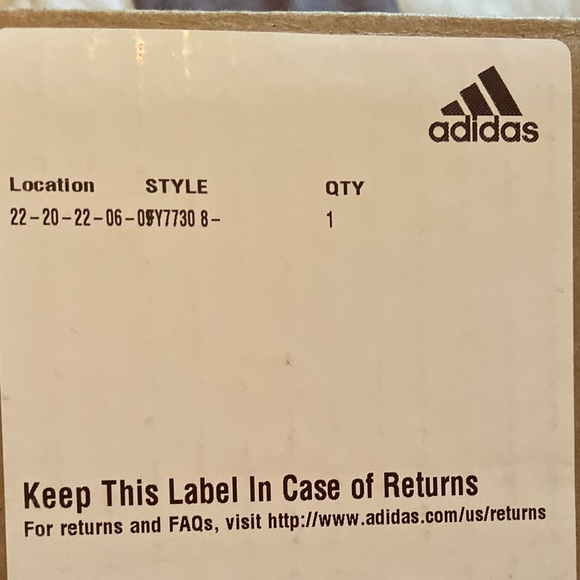 adidas
Location STYLE QTY
22-20-22-06- Y7730 8- 1
Keep This Label In Case of Returns
For returns and FAQs, visit http://www.adidas.com/us/returns